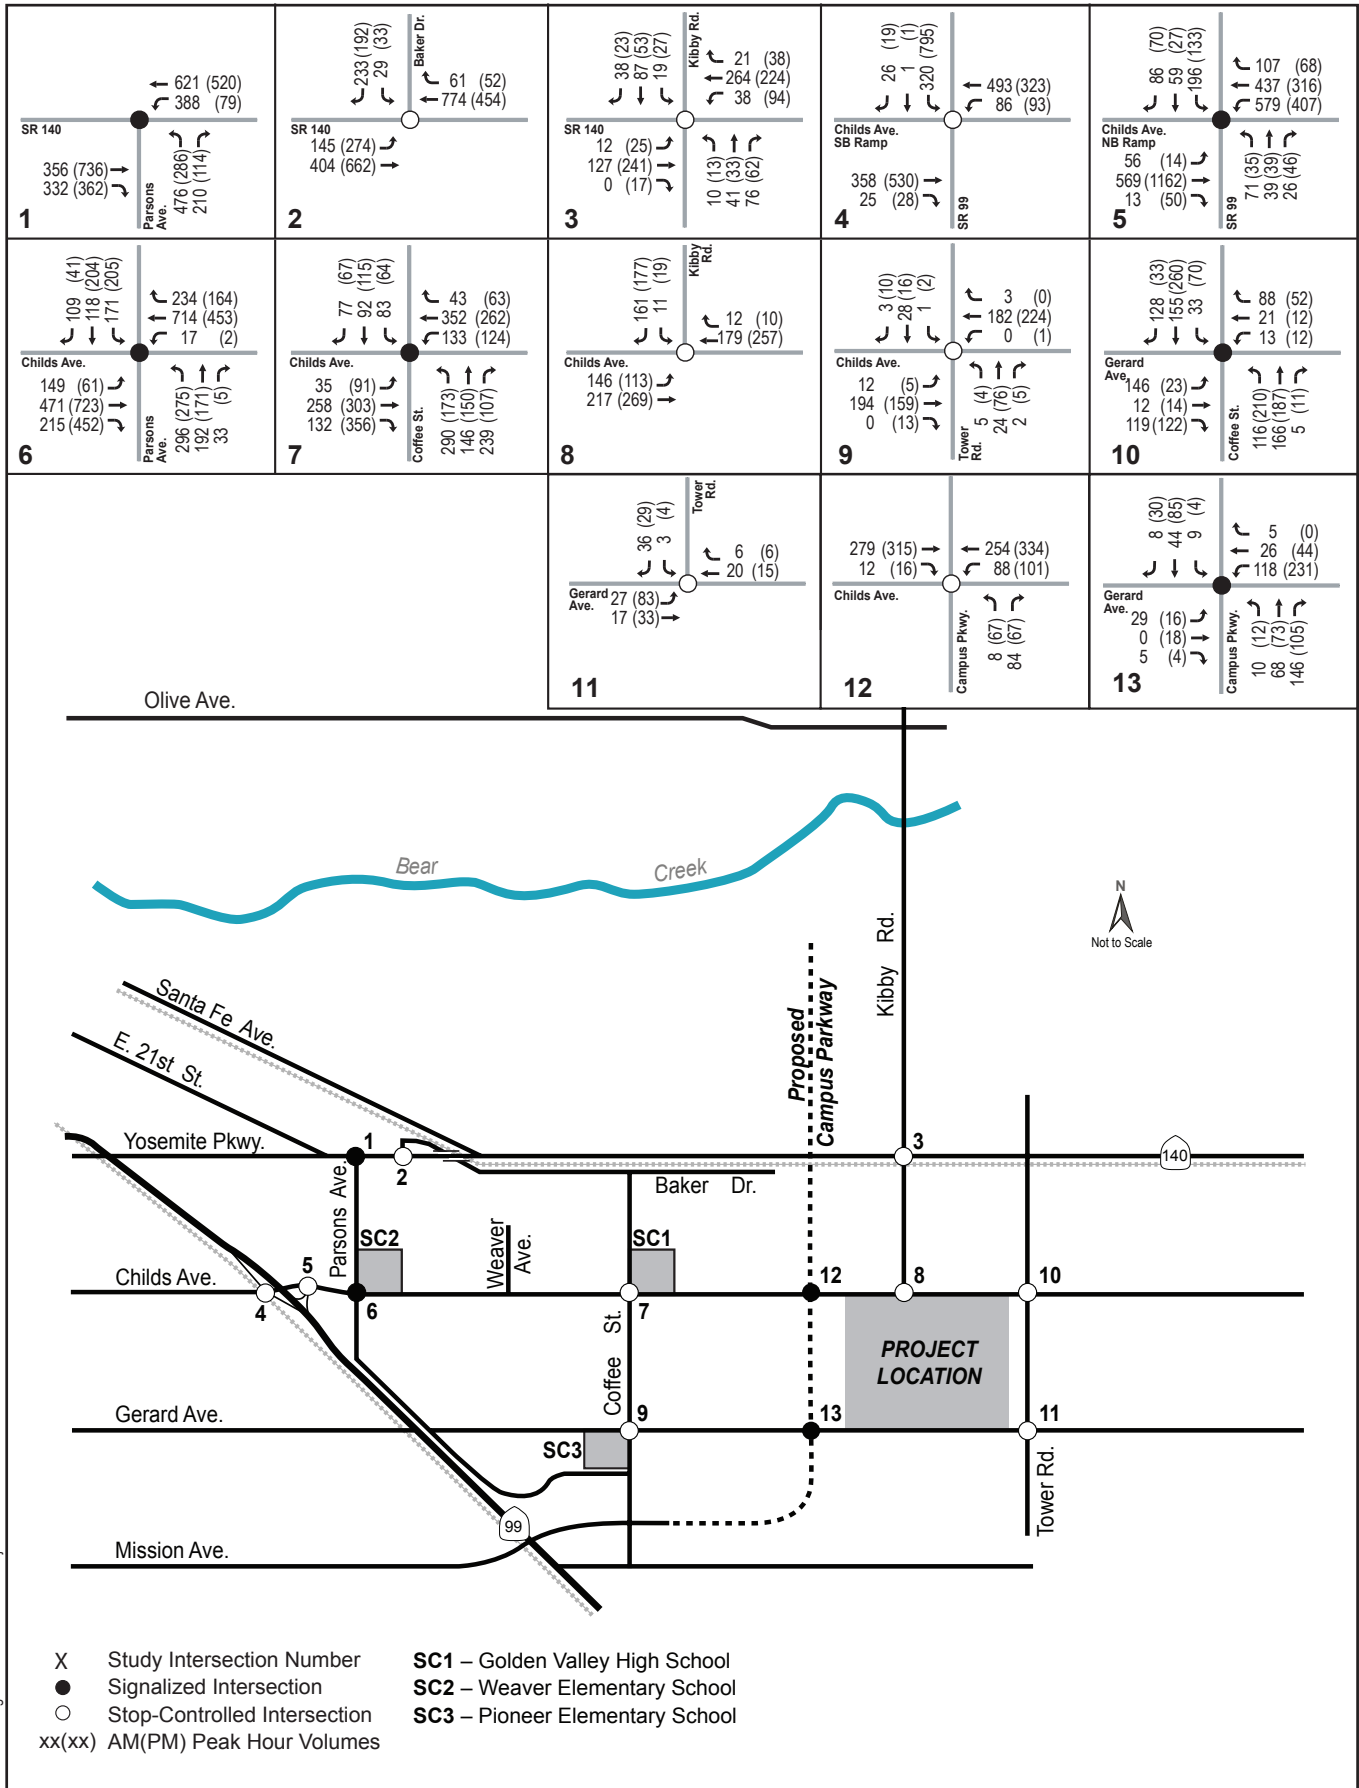 621 (520)
388 (79)
SR 140
356 (736)
332 (362)
Parsons
Ave.
476 (286)
210 (114)
1
233 (192)
29 (33)
Baker Dr.
61 (52)
774 (454)
SR 140
145 (274)
404 (662)
2
38 (23)
87 (53)
19 (27)
Kibby Rd.
21 (38)
264 (224)
38 (94)
SR 140
12 (25)
127 (241)
0 (17)
10 (13)
41 (33)
76 (62)
3
26 (19)
1 (1)
320 (795)
493 (323)
86 (93)
Childs Ave.
SB Ramp
358 (530)
25 (28)
SR 99
4
86 (70)
59 (27)
196 (133)
107 (68)
437 (316)
579 (407)
Childs Ave.
NB Ramp
56 (14)
569 (1162)
13 (50)
SR 99
71 (35)
39 (39)
26 (46)
5
109 (41)
118 (204)
171 (205)
234 (164)
714 (453)
17 (2)
Childs Ave.
149 (61)
471 (723)
215 (452)
Parsons
Ave.
296 (275)
192 (171)
33 (5)
6
77 (67)
92 (115)
83 (64)
43 (63)
352 (262)
133 (124)
Childs Ave.
35 (91)
258 (303)
132 (356)
Coffee St.
290 (173)
146 (150)
239 (107)
7
161 (177)
11 (19)
Kibby
Rd.
12 (10)
179 (257)
Childs Ave.
146 (113)
217 (269)
8
3 (10)
28 (16)
1 (2)
3 (0)
182 (224)
0 (1)
Childs Ave.
12 (5)
194 (159)
0 (13)
Tower
Rd.
5 (4)
24 (76)
2 (5)
9
128 (33)
155 (260)
33 (70)
88 (52)
21 (12)
13 (12)
Gerard
Ave.
146 (23)
12 (14)
119 (122)
Coffee St.
116 (210)
166 (187)
5 (11)
10
36 (29)
3 (4)
Tower
Rd.
6 (6)
20 (15)
Gerard
Ave.
27 (83)
17 (33)
11
279 (315)
12 (16)
254 (334)
88 (101)
Childs Ave.
Campus Pkwy.
8 (67)
84 (67)
12
8 (30)
44 (85)
9 (4)
5 (0)
26 (44)
118 (231)
Gerard
Ave.
29 (16)
0 (18)
5 (4)
Campus Pkwy.
10 (12)
68 (73)
146 (105)
13
Olive Ave.
Bear Creek
N
Not to Scale
Kibby Rd.
Proposed
Campus Parkway
Santa Fe Ave.
E. 21st St.
Yosemite Pkwy.
1
2
3
140
Baker Dr.
Parsons Ave.
SC2
Weaver
Ave.
SC1
Childs Ave.
4
5
6
7
12
8
10
PROJECT
LOCATION
Coffee St.
Gerard Ave.
9
13
11
SC3
Tower Rd.
99
Mission Ave.
X Study Intersection Number
Signalized Intersection
Stop-Controlled Intersection
xx(xx) AM(PM) Peak Hour Volumes
SC1 – Golden Valley High School
SC2 – Weaver Elementary School
SC3 – Pioneer Elementary School